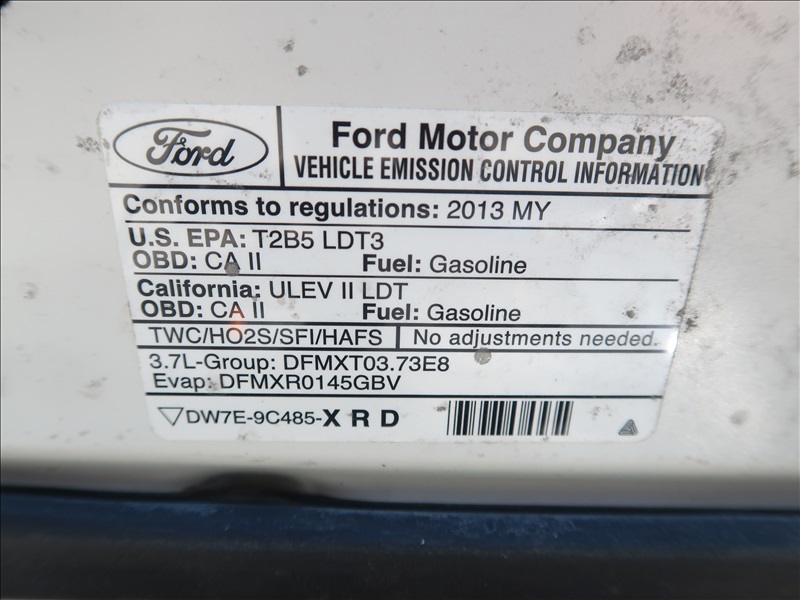 Ford
Ford Motor Company
VEHICLE EMISSION CONTROL INFORMATION
Conforms to regulations: 2013 MY
U.S. EPA: T2B5 LDT3
OBD: CA II Fuel: Gasoline
California: ULEV II LDT
OBD: CA II Fuel: Gasoline
TWC/HO2S/SFI/HAFS No adjustments needed.
3.7L-Group: DFMXT03.73E8
Evap: DFMXR0145GBV
DW7E-9C485-X R D